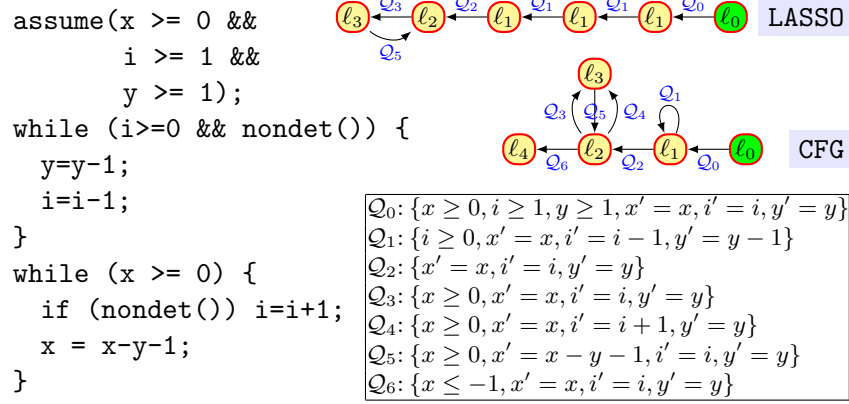 assume(x >= 0 &&
i >= 1 &&
y >= 1);
while (i>=0 && nondet()) {
y=y-1;
i=i-1;
}
while (x >= 0) {
if (nondet()) i=i+1;
x = x-y-1;
}
ℓ₃ 𝒬₃ ℓ₂ 𝒬₂ ℓ₁ 𝒬₁ ℓ₁ 𝒬₁ ℓ₁ 𝒬₀ ℓ₀ LASSO
𝒬₅
ℓ₃
𝒬₃ 𝒬₅ 𝒬₄ 𝒬₁
ℓ₄ 𝒬₆ ℓ₂ 𝒬₂ ℓ₁ 𝒬₀ ℓ₀ CFG
𝒬₀: {x ≥ 0, i ≥ 1, y ≥ 1, x′ = x, i′ = i, y′ = y}
𝒬₁: {i ≥ 0, x′ = x, i′ = i − 1, y′ = y − 1}
𝒬₂: {x′ = x, i′ = i, y′ = y}
𝒬₃: {x ≥ 0, x′ = x, i′ = i, y′ = y}
𝒬₄: {x ≥ 0, x′ = x, i′ = i + 1, y′ = y}
𝒬₅: {x ≥ 0, x′ = x − y − 1, i′ = i, y′ = y}
𝒬₆: {x ≤ −1, x′ = x, i′ = i, y′ = y}